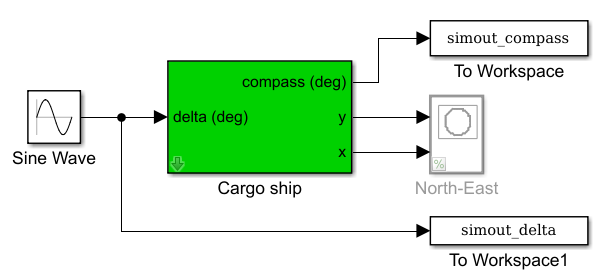 simout_compass
To Workspace
compass (deg)
delta (deg)
y
x
Sine Wave
Cargo ship
%
North-East
simout_delta
To Workspace1